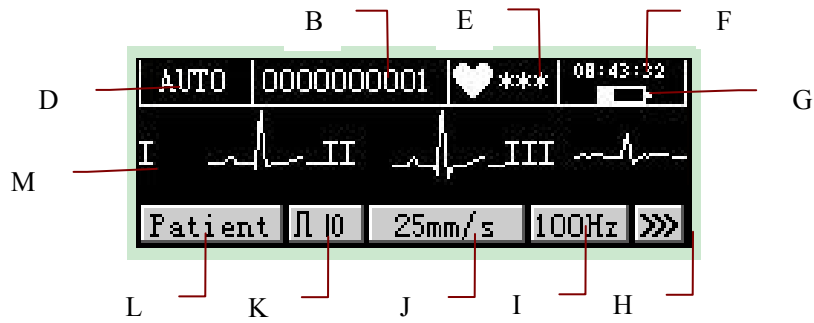 B E F
AUTO 0000000001 *** 08:43:32
D G
I II III
M
Patient 10 25mm/s 100Hz >>>
L K J I H